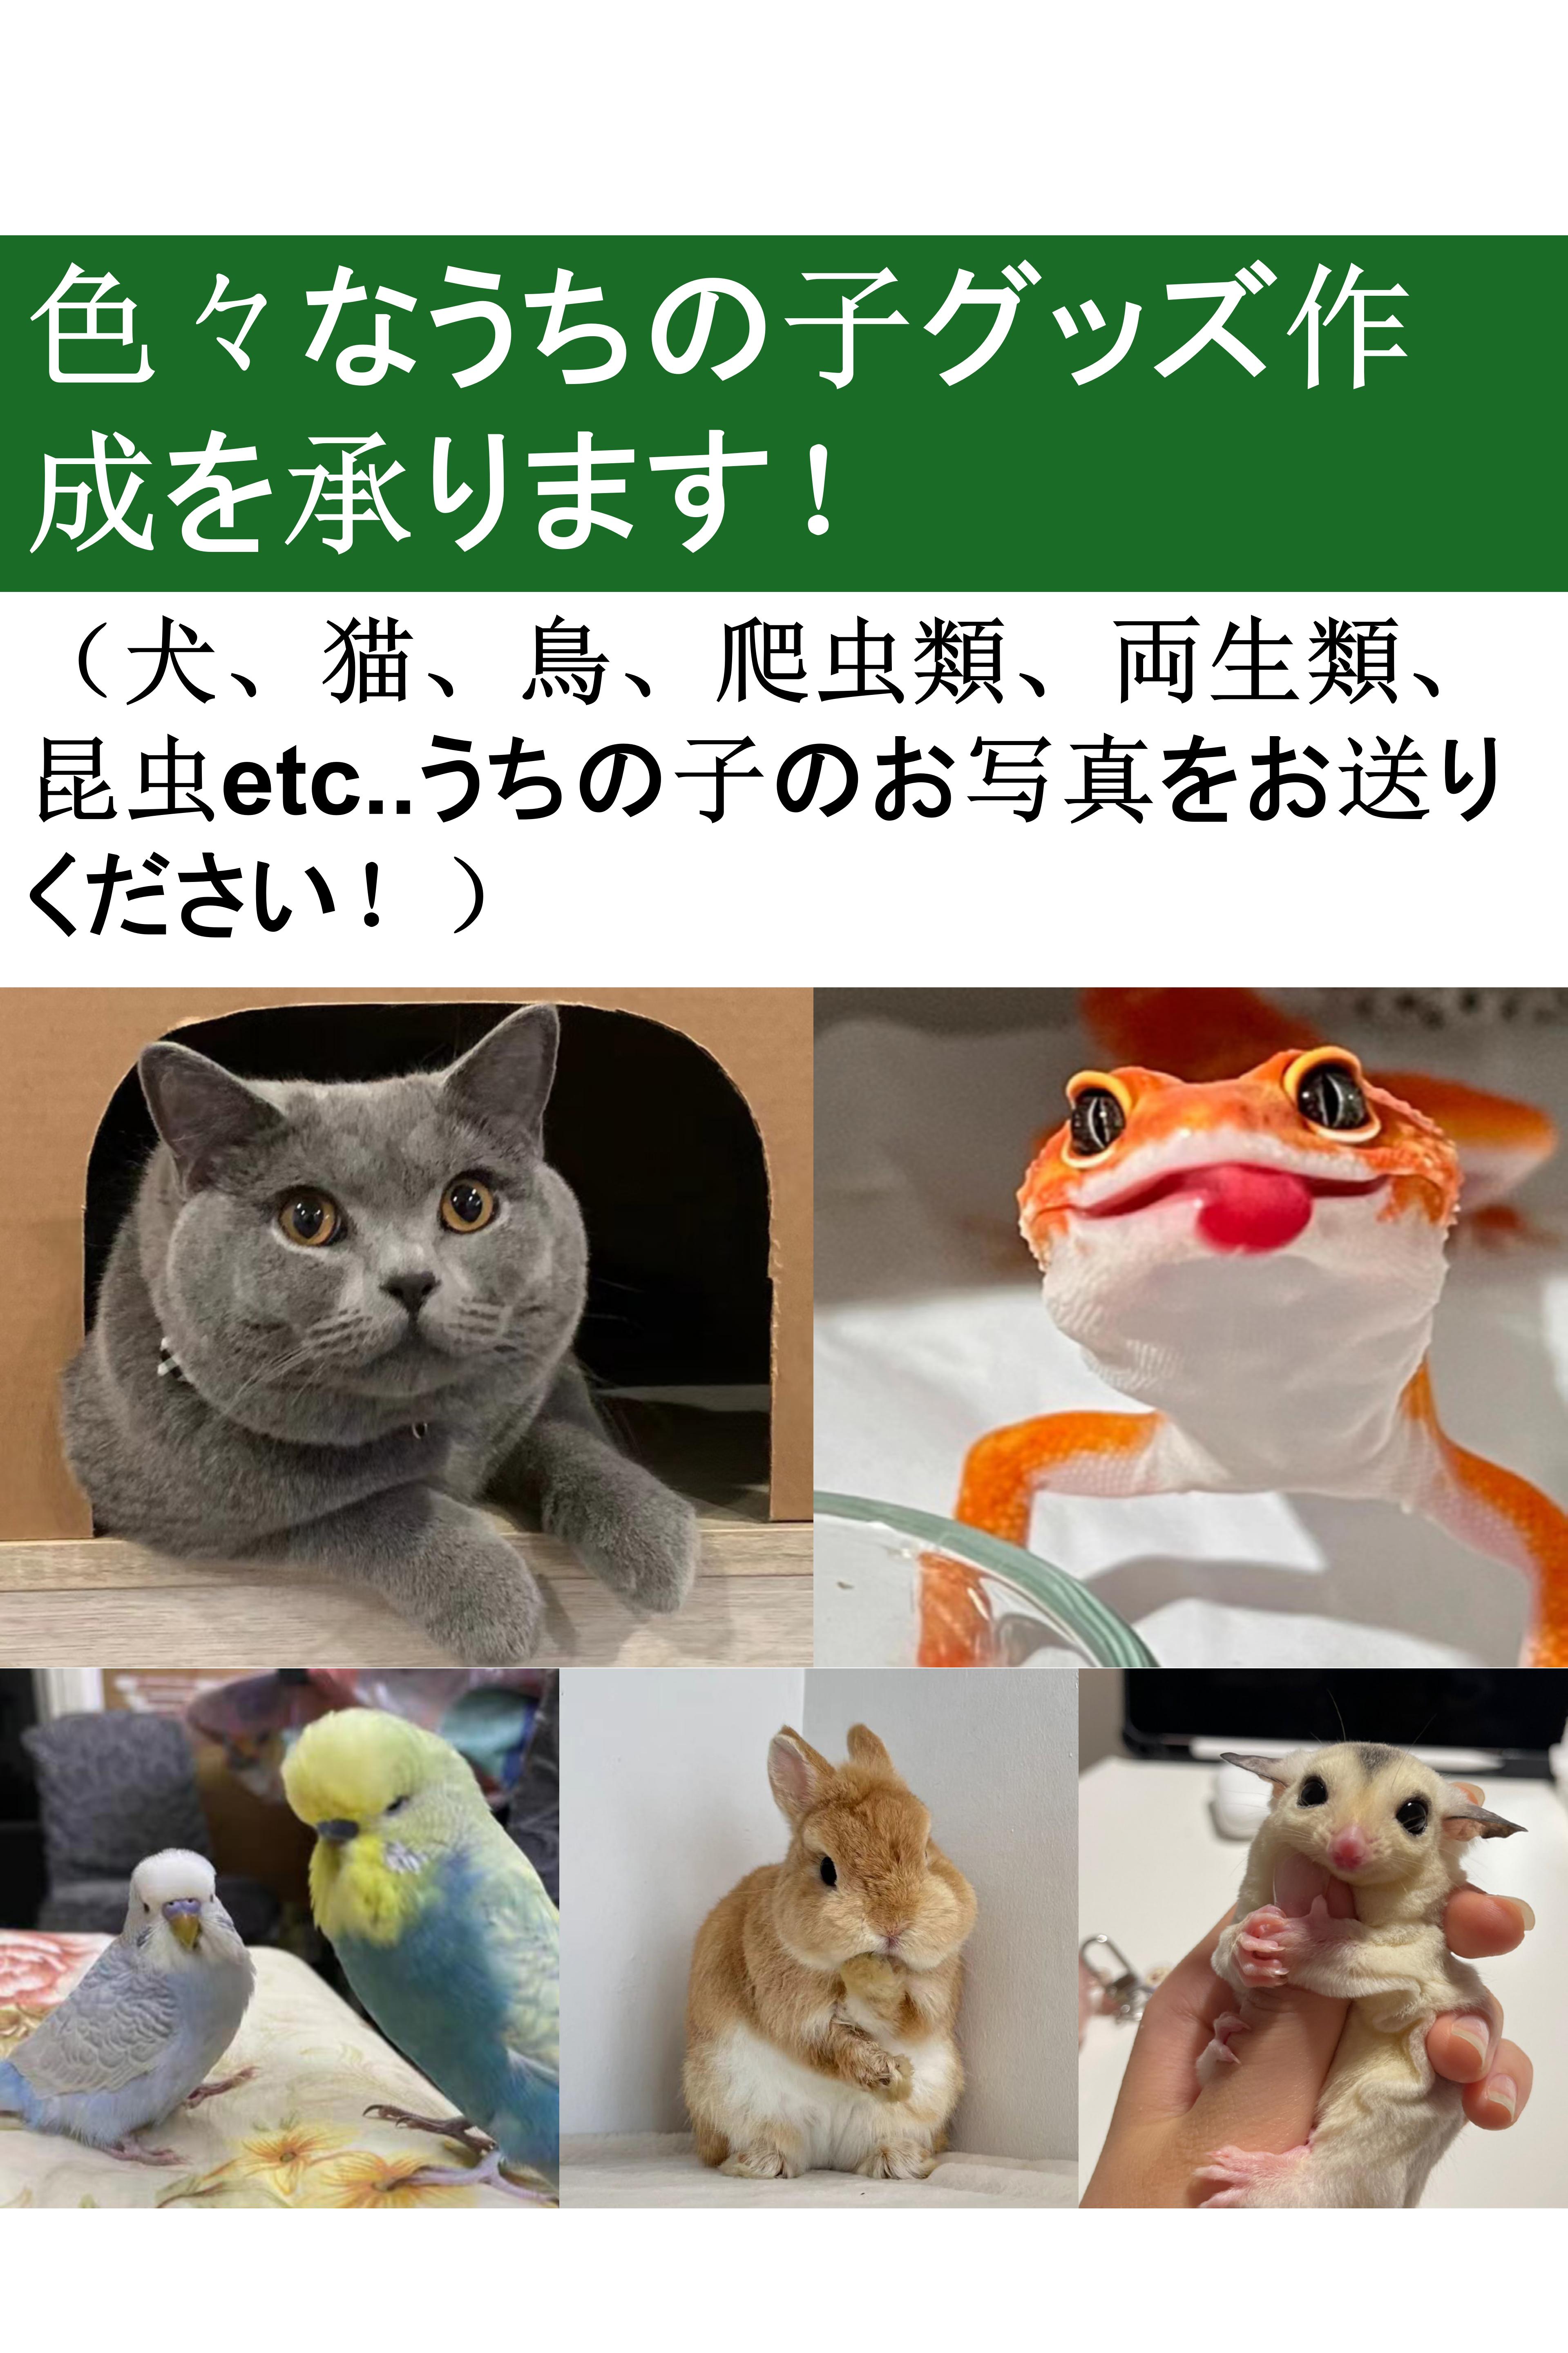 色々なうちの子グッズ作
成を承ります！
（犬、猫、鳥、爬虫類、両生類、
昆虫etc..うちの子のお写真をお送り
ください！）